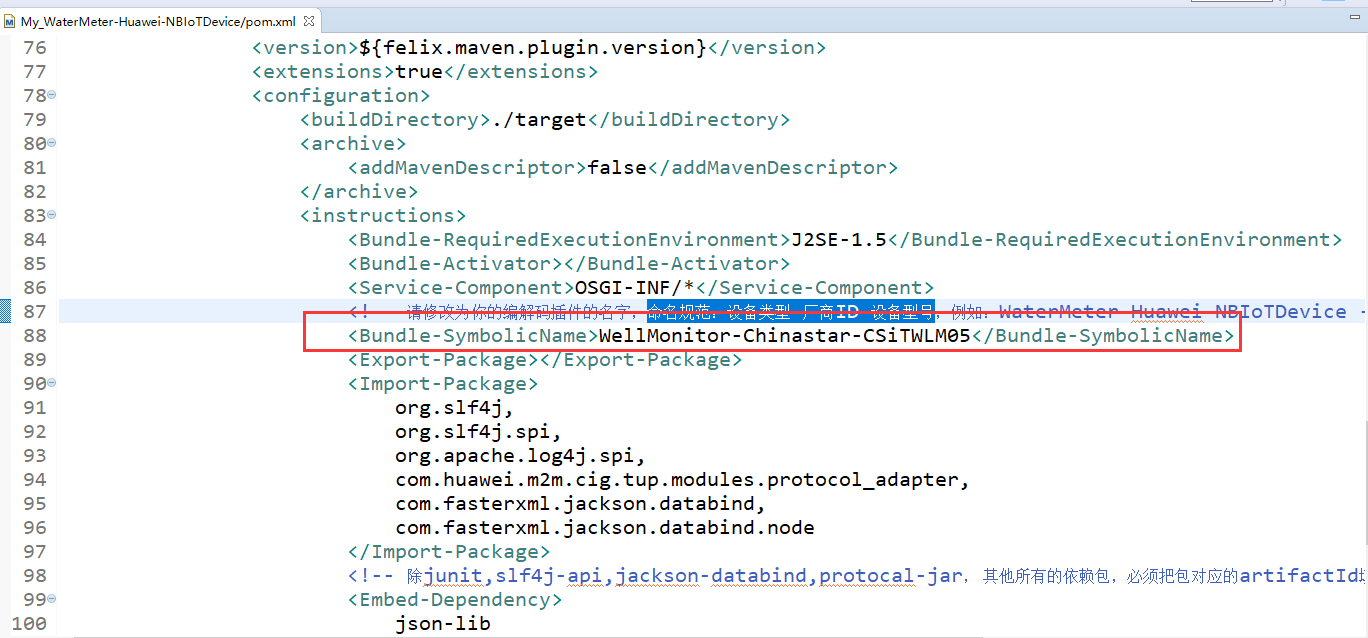 My_WaterMeter-Huawei-NBIoTDevice/pom.xml
76 <version>${felix.maven.plugin.version}</version>
77 <extensions>true</extensions>
78 <configuration>
79 <buildDirectory>./target</buildDirectory>
80 <archive>
81 <addMavenDescriptor>false</addMavenDescriptor>
82 </archive>
83 <instructions>
84 <Bundle-RequiredExecutionEnvironment>J2SE-1.5</Bundle-RequiredExecutionEnvironment>
85 <Bundle-Activator></Bundle-Activator>
86 <Service-Component>OSGI-INF/*</Service-Component>
87 <!-- 请修改为你的编解码插件的名字，命名规范：设备类型-厂商ID-设备型号，例如：WaterMeter-Huawei-NBIoTDevice -
88 <Bundle-SymbolicName>WellMonitor-Chinastar-CSiTWLM05</Bundle-SymbolicName>
89 <Export-Package></Export-Package>
90 <Import-Package>
91 org.slf4j,
92 org.slf4j.spi,
93 org.apache.log4j.spi,
94 com.huawei.m2m.cig.tup.modules.protocol_adapter,
95 com.fasterxml.jackson.databind,
96 com.fasterxml.jackson.databind.node
97 </Import-Package>
98 <!-- 除junit,slf4j-api,jackson-databind,protocal-jar，其他所有的依赖包，必须把包对应的artifactId
99 <Embed-Dependency>
100 json-lib